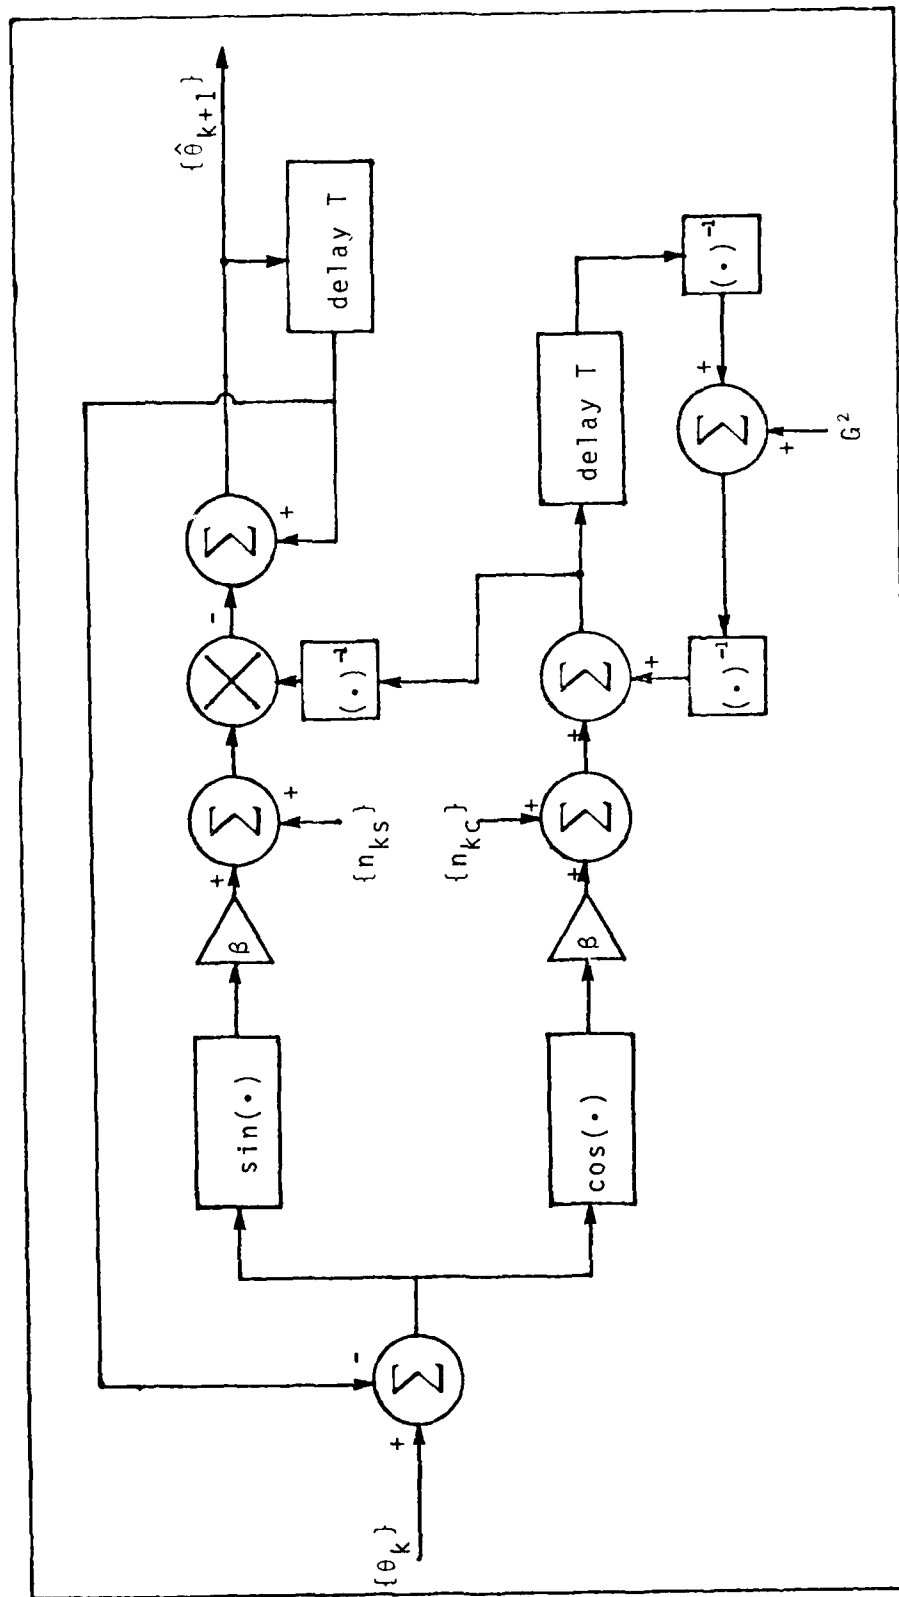 {θ̂k+1}
delay T
Σ
+
-
(·)⁻¹
Σ
+
+
{nks}
β
sin(·)
delay T
(·)⁻¹
+
Σ
+
G²
(·)⁻¹
+
Σ
+
{nkc}
+
Σ
+
β
cos(·)
-
Σ
+
{θk}